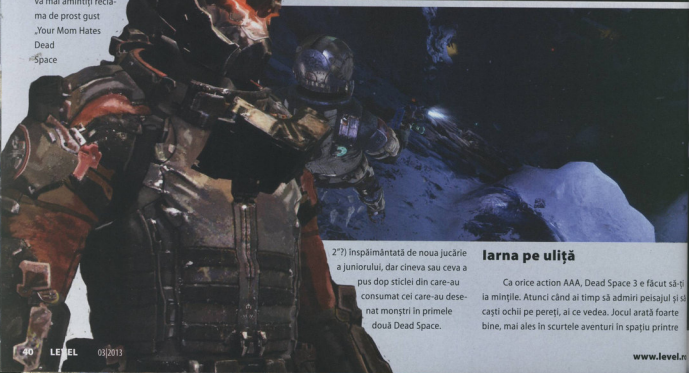 vă mai amintiți recla-
ma de prost gust
„Your Mom Hates
Dead
Space
2”?) înspăimântată de noua jucărie
a juniorului, dar cineva sau ceva a
pus dop sticlei din care-au
consumat cei care-au dese-
nat monștri în primele
două Dead Space.
Iarna pe uliță
Ca orice action AAA, Dead Space 3 e făcut să-ți
ia mințile. Atunci când ai timp să admiri peisajul și să
caști ochii pe pereți, ai ce vedea. Jocul arată foarte
bine, mai ales în scurtele aventuri în spațiu printre
40 LEVEL 03|2013
www.level.r